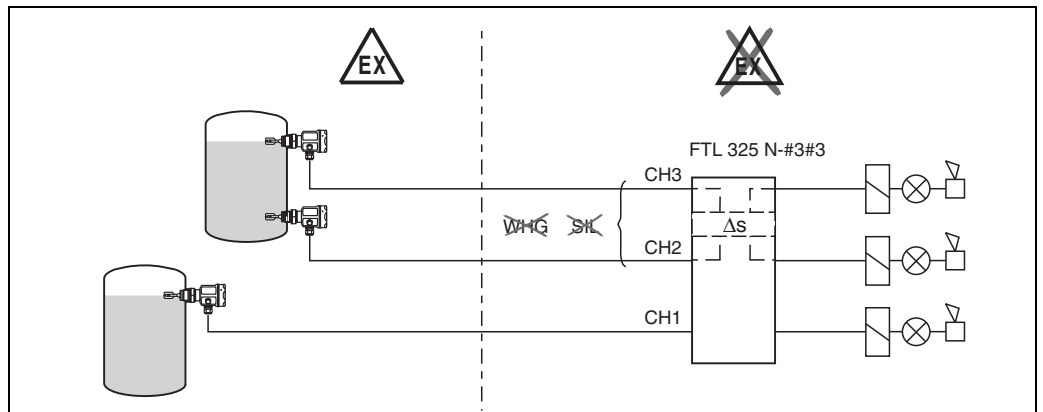 EX
EX
FTL 325 N-#3#3
CH3
WHG SIL
Δs
CH2
CH1